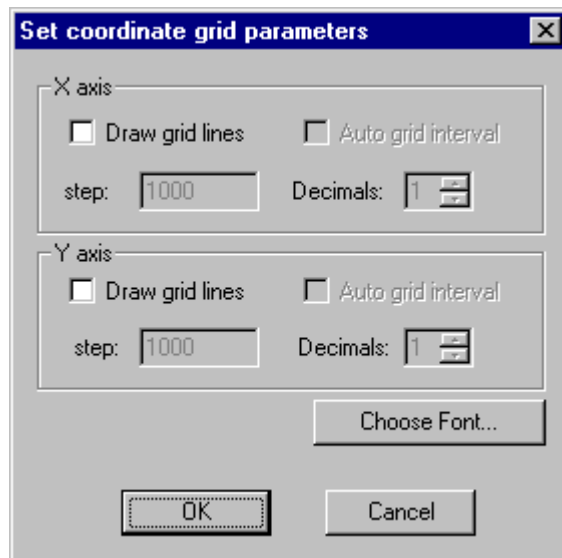 Set coordinate grid parameters
X axis
Draw grid lines Auto grid interval
step: 1000 Decimals: 1
Y axis
Draw grid lines Auto grid interval
step: 1000 Decimals: 1
Choose Font...
OK Cancel